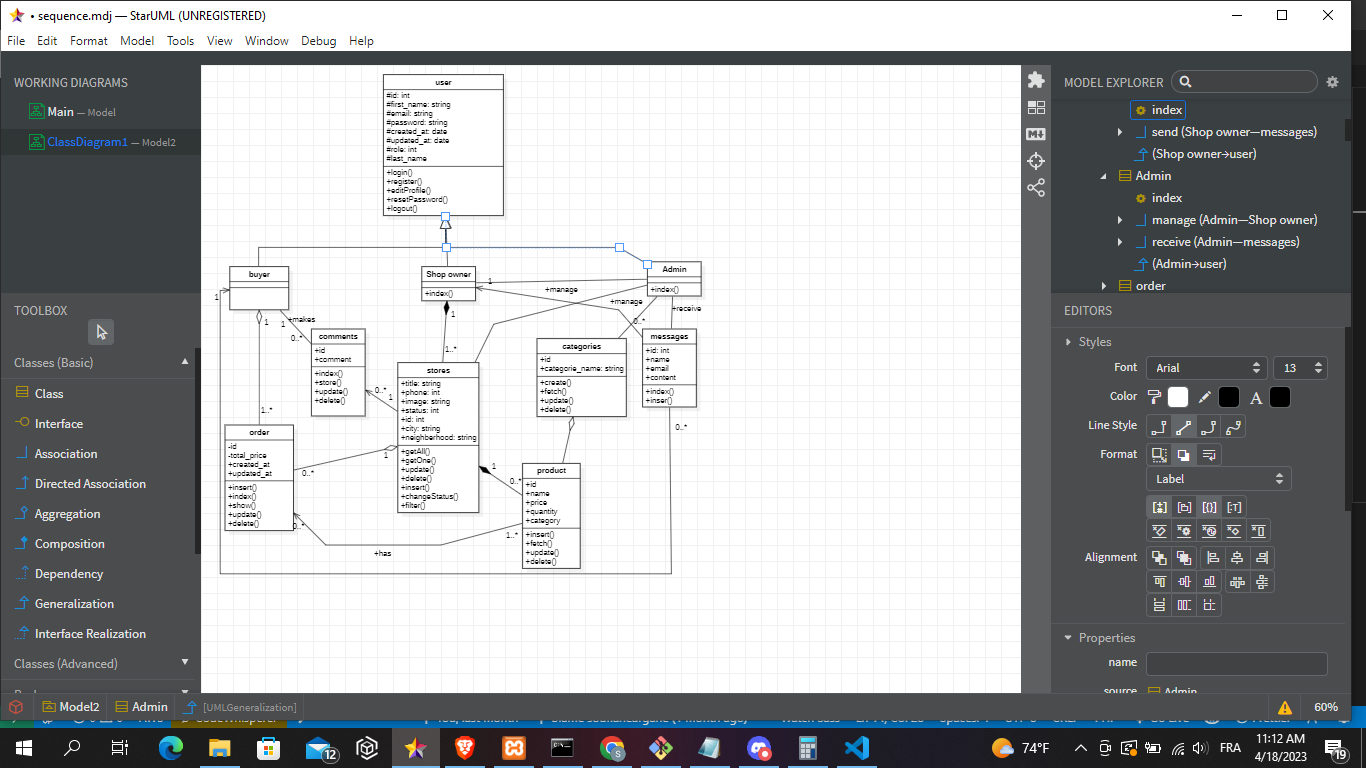 • sequence.mdj — StarUML (UNREGISTERED)
File Edit Format Model Tools View Window Debug Help
WORKING DIAGRAMS
Main — Model
ClassDiagram1 — Model2
TOOLBOX
Classes (Basic)
Class
Interface
Association
Directed Association
Aggregation
Composition
Dependency
Generalization
Interface Realization
Classes (Advanced)
user
#id: int
#first_name: string
#email: string
#password: string
#created_at: date
#updated_at: date
#role: int
#last_name
+login()
+register()
+editProfile()
+resetPassword()
+logout()
buyer
Shop owner
+index()
Admin
+index()
1
+manage
+manage
+receive
1
1
1
+makes
0..*
1
1..*
0..*
comments
+id
+comment
+index()
+store()
+update()
+delete()
categories
+id
+categorie_name: string
+create()
+fetch()
+update()
+delete()
messages
+id: int
+name
+email
+content
+index()
+inser()
stores
+title: string
+phone: int
+image: string
+status: int
+id: int
+city: string
+neighberhood: string
+getAll()
+getOne()
+update()
+delete()
+insert()
+changeStatus()
+filter()
0..*
1
1..*
0..*
order
-id
-total_price
+created_at
+updated_at
+insert()
+index()
+show()
+update()
+delete()
1
0..*
1
0..*
product
+id
+name
+price
+quantity
+category
+insert()
+fetch()
+update()
+delete()
0..*
1..*
+has
MODEL EXPLORER
index
send (Shop owner—messages)
(Shop owner→user)
Admin
index
manage (Admin—Shop owner)
receive (Admin—messages)
(Admin→user)
order
EDITORS
Styles
Font Arial 13
Color A
Line Style
Format
Label
Alignment
Properties
name
source Admin
Model2 Admin [UMLGeneralization]
60%
12
74°F
FRA
11:12 AM
4/18/2023
19